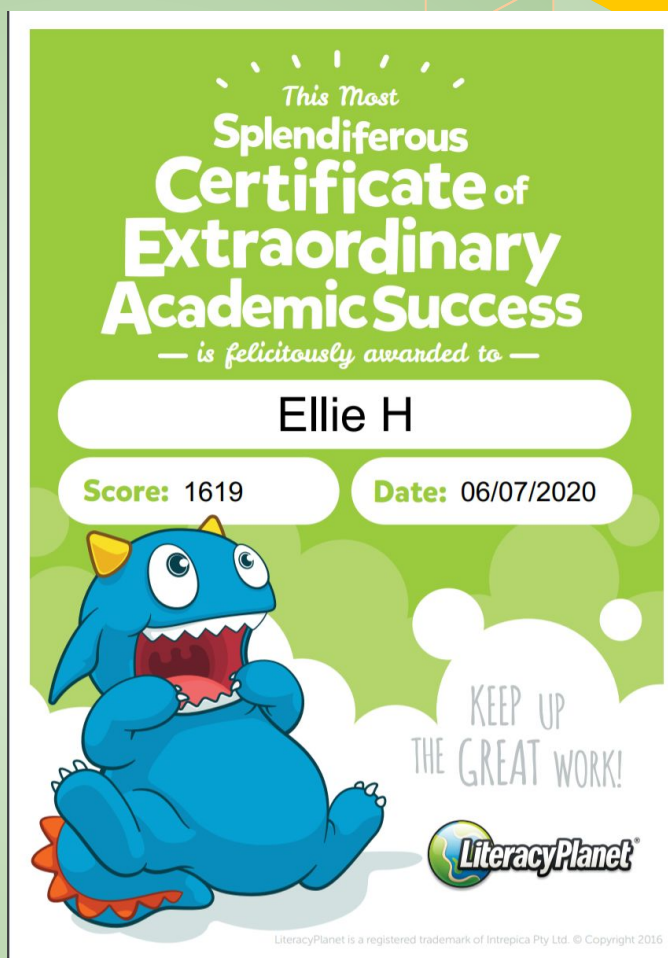 This Most
Splendiferous
Certificate of
Extraordinary
Academic Success
— is felicitously awarded to —
Ellie H
Score: 1619 Date: 06/07/2020
KEEP UP
THE GREAT WORK!
LiteracyPlanet®
LiteracyPlanet is a registered trademark of Intrepica Pty Ltd. © Copyright 2016